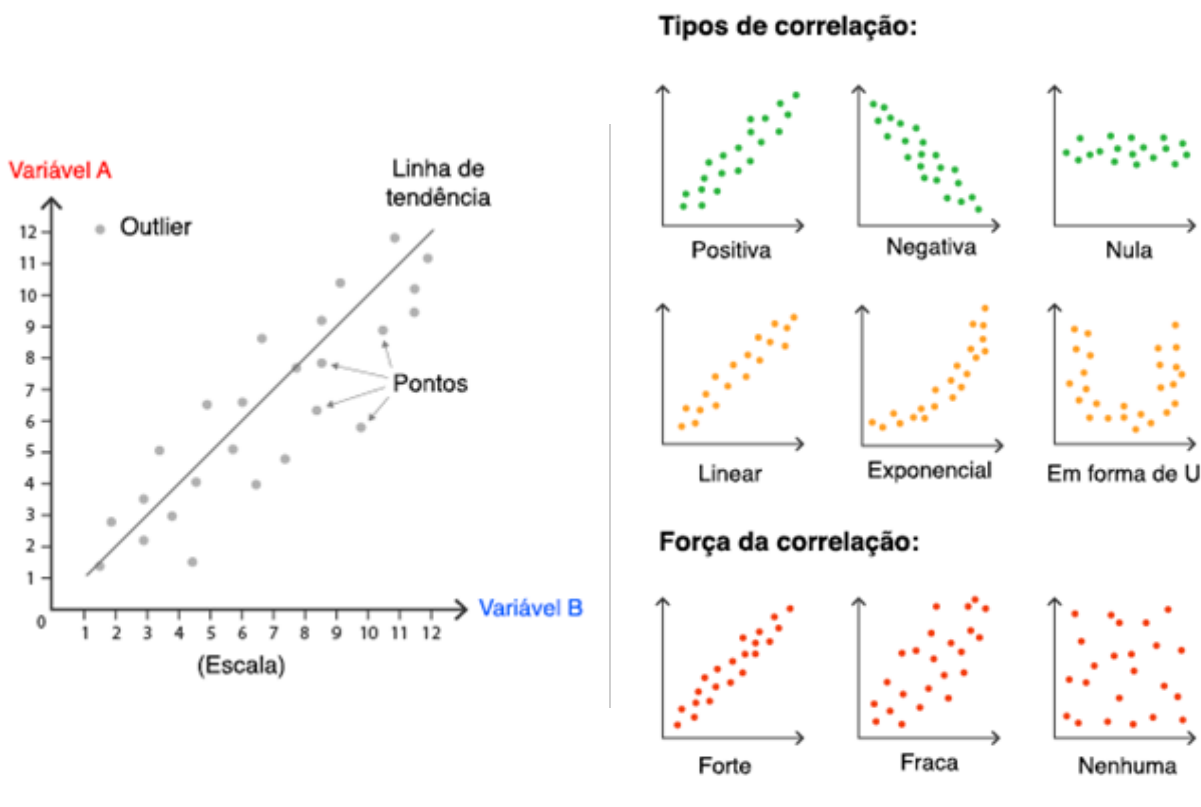 Variável A
Outlier
Linha de
tendência
12
11
10
9
8
7
6
5
4
3
2
1
0
Pontos
1 2 3 4 5 6 7 8 9 10 11 12
Variável B
(Escala)
Tipos de correlação:
Positiva
Negativa
Nula
Linear
Exponencial
Em forma de U
Força da correlação:
Forte
Fraca
Nenhuma